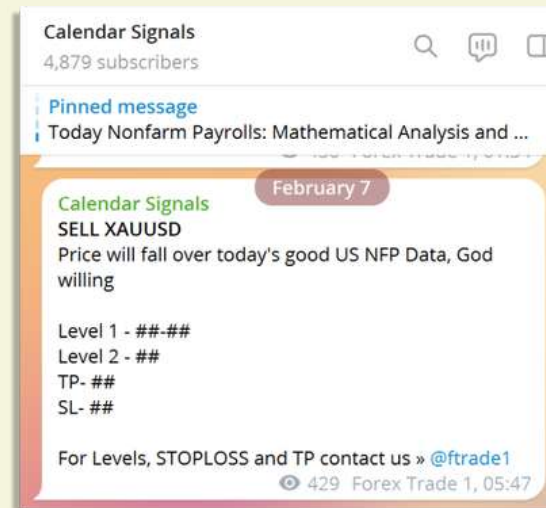 Calendar Signals
4,879 subscribers
Pinned message
Today Nonfarm Payrolls: Mathematical Analysis and ...
February 7
Calendar Signals
SELL XAUUSD
Price will fall over today's good US NFP Data, God
willing
Level 1 - ##-##
Level 2 - ##
TP- ##
SL- ##
For Levels, STOPLOSS and TP contact us » @ftrade1
429 Forex Trade 1, 05:47